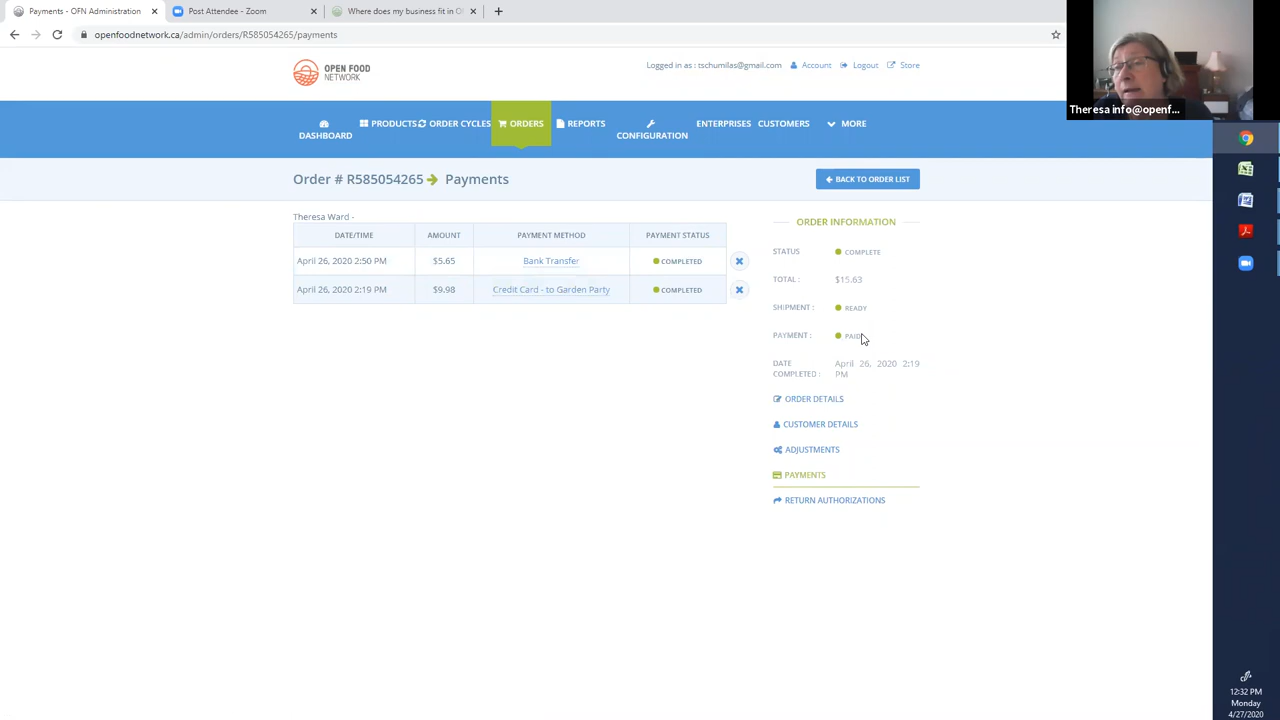 Payments - OFN Administration
Post Attendee - Zoom
Where does my business fit in O
openfoodnetwork.ca/admin/orders/R585054265/payments
Theresa info@openf...
OPEN FOOD
NETWORK
Logged in as : tschumilas@gmail.com
Account
Logout
Store
DASHBOARD
PRODUCTS
ORDER CYCLES
ORDERS
REPORTS
CONFIGURATION
ENTERPRISES
CUSTOMERS
MORE
Order # R585054265 Payments
BACK TO ORDER LIST
Theresa Ward -
DATE/TIME AMOUNT PAYMENT METHOD PAYMENT STATUS
April 26, 2020 2:50 PM $5.65 Bank Transfer COMPLETED
April 26, 2020 2:19 PM $9.98 Credit Card - to Garden Party COMPLETED
ORDER INFORMATION
STATUS COMPLETE
TOTAL : $15.63
SHIPMENT : READY
PAYMENT : PAID
DATE COMPLETED : April 26, 2020 2:19 PM
ORDER DETAILS
CUSTOMER DETAILS
ADJUSTMENTS
PAYMENTS
RETURN AUTHORIZATIONS
12:32 PM
Monday
4/27/2020